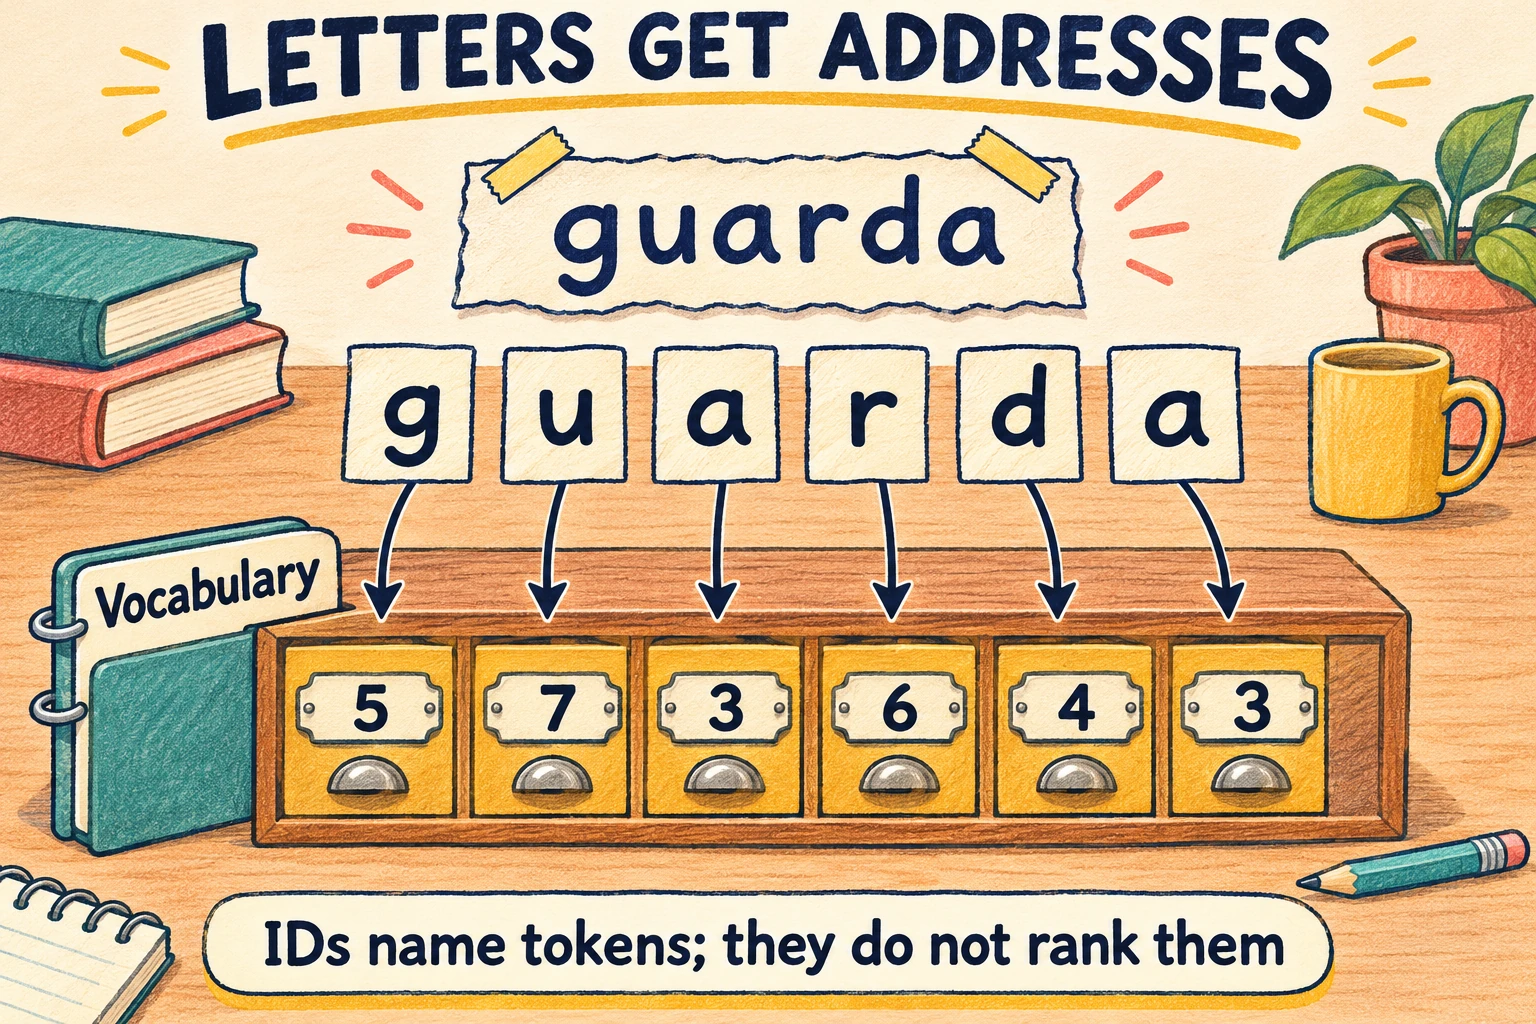 LETTERS GET ADDRESSES
guarda
g u a r d a
Vocabulary
5 7 3 6 4 3
IDs name tokens; they do not rank them